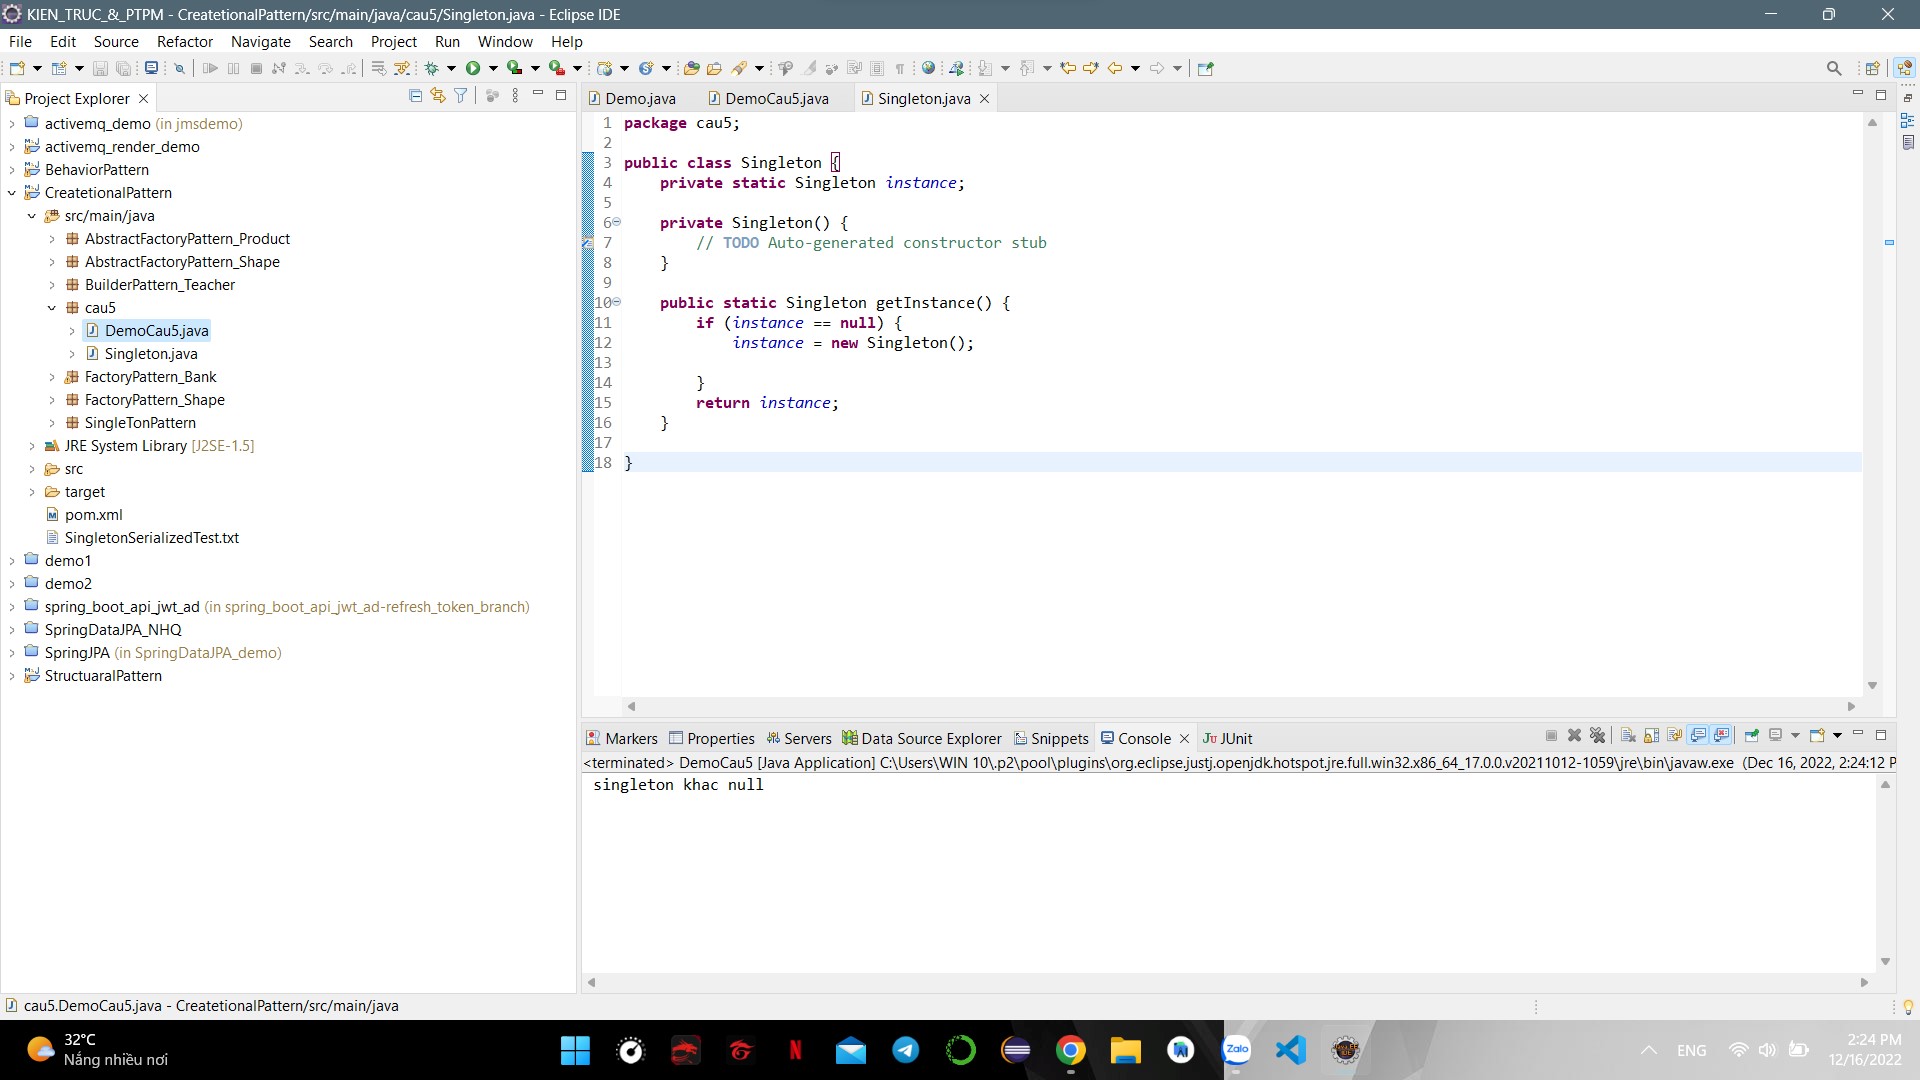 KIEN_TRUC_&_PTPM - CreatetionalPattern/src/main/java/cau5/Singleton.java - Eclipse IDE
File Edit Source Refactor Navigate Search Project Run Window Help
Project Explorer
activemq_demo (in jmsdemo)
activemq_render_demo
BehaviorPattern
CreatetionalPattern
src/main/java
AbstractFactoryPattern_Product
AbstractFactoryPattern_Shape
BuilderPattern_Teacher
cau5
DemoCau5.java
Singleton.java
FactoryPattern_Bank
FactoryPattern_Shape
SingleTonPattern
JRE System Library [J2SE-1.5]
src
target
pom.xml
SingletonSerializedTest.txt
demo1
demo2
spring_boot_api_jwt_ad (in spring_boot_api_jwt_ad-refresh_token_branch)
SpringDataJPA_NHQ
SpringJPA (in SpringDataJPA_demo)
StructuaralPattern
Demo.java DemoCau5.java Singleton.java
1 package cau5;
2
3 public class Singleton {
4 private static Singleton instance;
5
6 private Singleton() {
7 // TODO Auto-generated constructor stub
8 }
9
10 public static Singleton getInstance() {
11 if (instance == null) {
12 instance = new Singleton();
13
14 }
15 return instance;
16 }
17
18 }
Markers Properties Servers Data Source Explorer Snippets Console Ju JUnit
<terminated> DemoCau5 [Java Application] C:\Users\WIN 10\.p2\pool\plugins\org.eclipse.justj.openjdk.hotspot.jre.full.win32.x86_64_17.0.0.v20211012-1059\jre\bin\javaw.exe (Dec 16, 2022, 2:24:12 P
singleton khac null
cau5.DemoCau5.java - CreatetionalPattern/src/main/java
32°C
Nắng nhiều nơi
Zalo
ENG
2:24 PM
12/16/2022